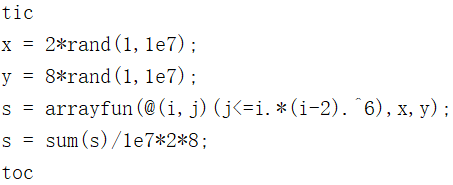 tic
x = 2*rand(1,1e7);
y = 8*rand(1,1e7);
s = arrayfun(@(i,j)(j<=i.*(i-2).^6),x,y);
s = sum(s)/1e7*2*8;
toc